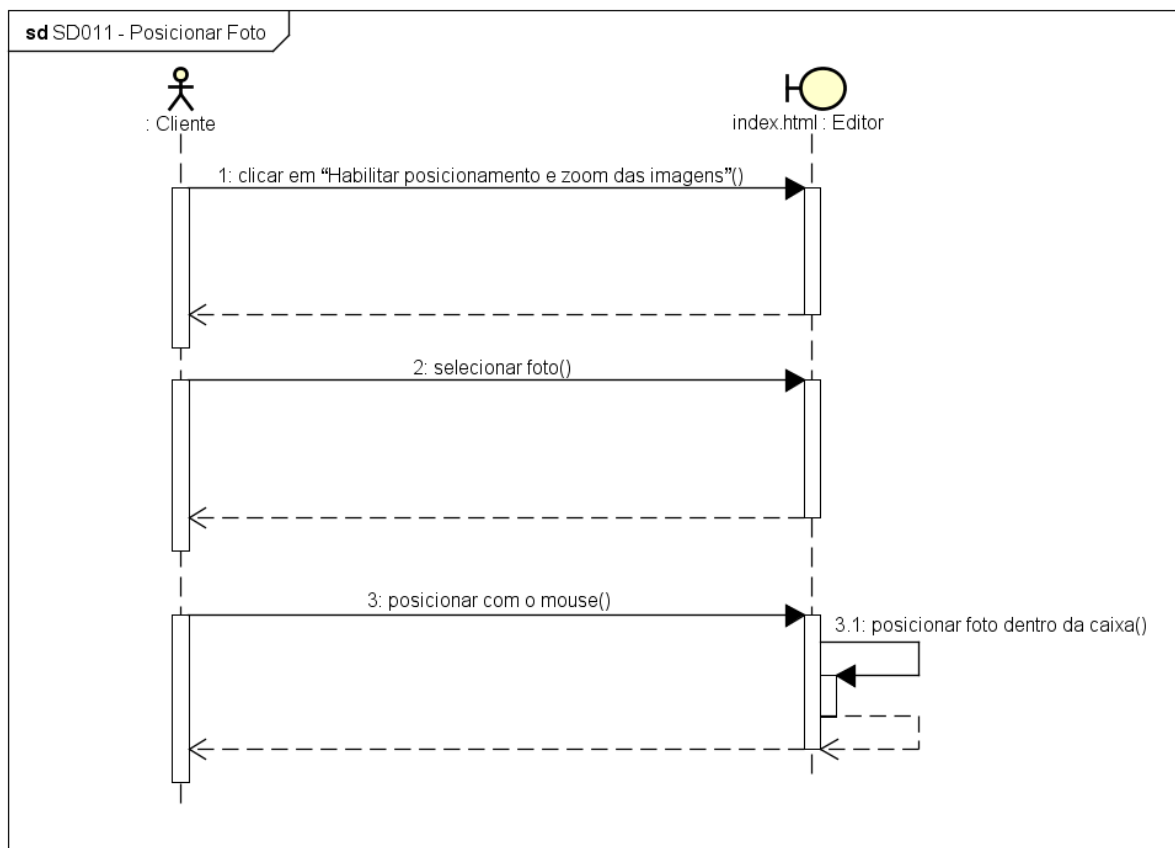 sd SD011 - Posicionar Foto
: Cliente
index.html : Editor
1: clicar em “Habilitar posicionamento e zoom das imagens”()
2: selecionar foto()
3: posicionar com o mouse()
3.1: posicionar foto dentro da caixa()